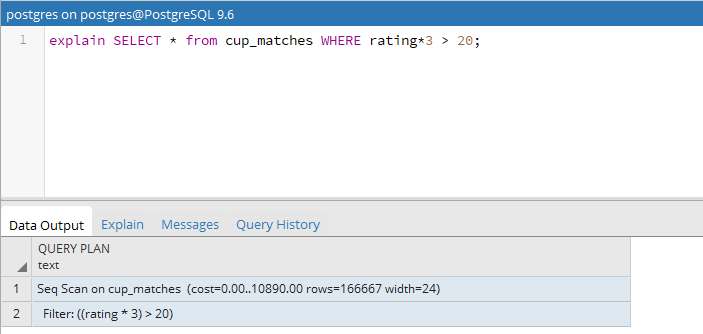 postgres on postgres@PostgreSQL 9.6
1 explain SELECT * from cup_matches WHERE rating*3 > 20;
Data Output Explain Messages Query History
QUERY PLAN
text
1 Seq Scan on cup_matches (cost=0.00..10890.00 rows=166667 width=24)
2 Filter: ((rating * 3) > 20)